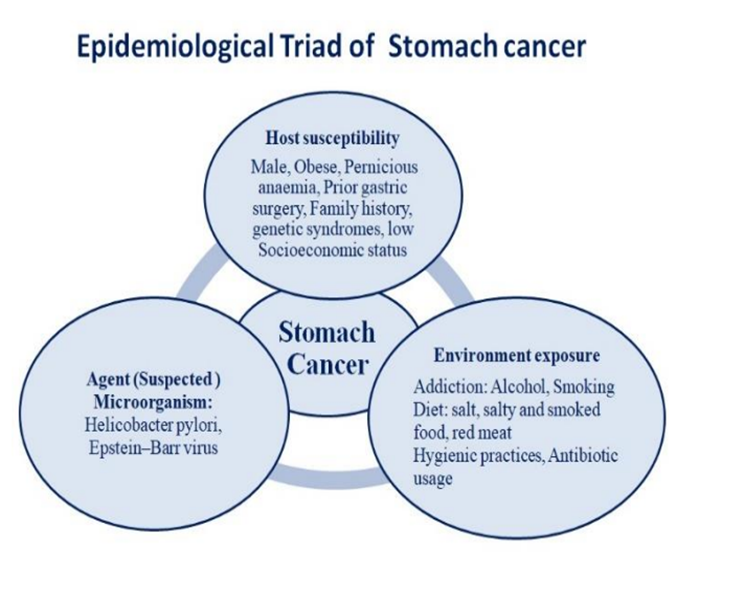 Epidemiological Triad of Stomach cancer
Host susceptibility
Male, Obese, Pernicious
anaemia, Prior gastric
surgery, Family history,
genetic syndromes, low
Socioeconomic status
Stomach
Cancer
Agent (Suspected )
Microorganism:
Helicobacter pylori,
Epstein–Barr virus
Environment exposure
Addiction: Alcohol, Smoking
Diet: salt, salty and smoked
food, red meat
Hygienic practices, Antibiotic
usage